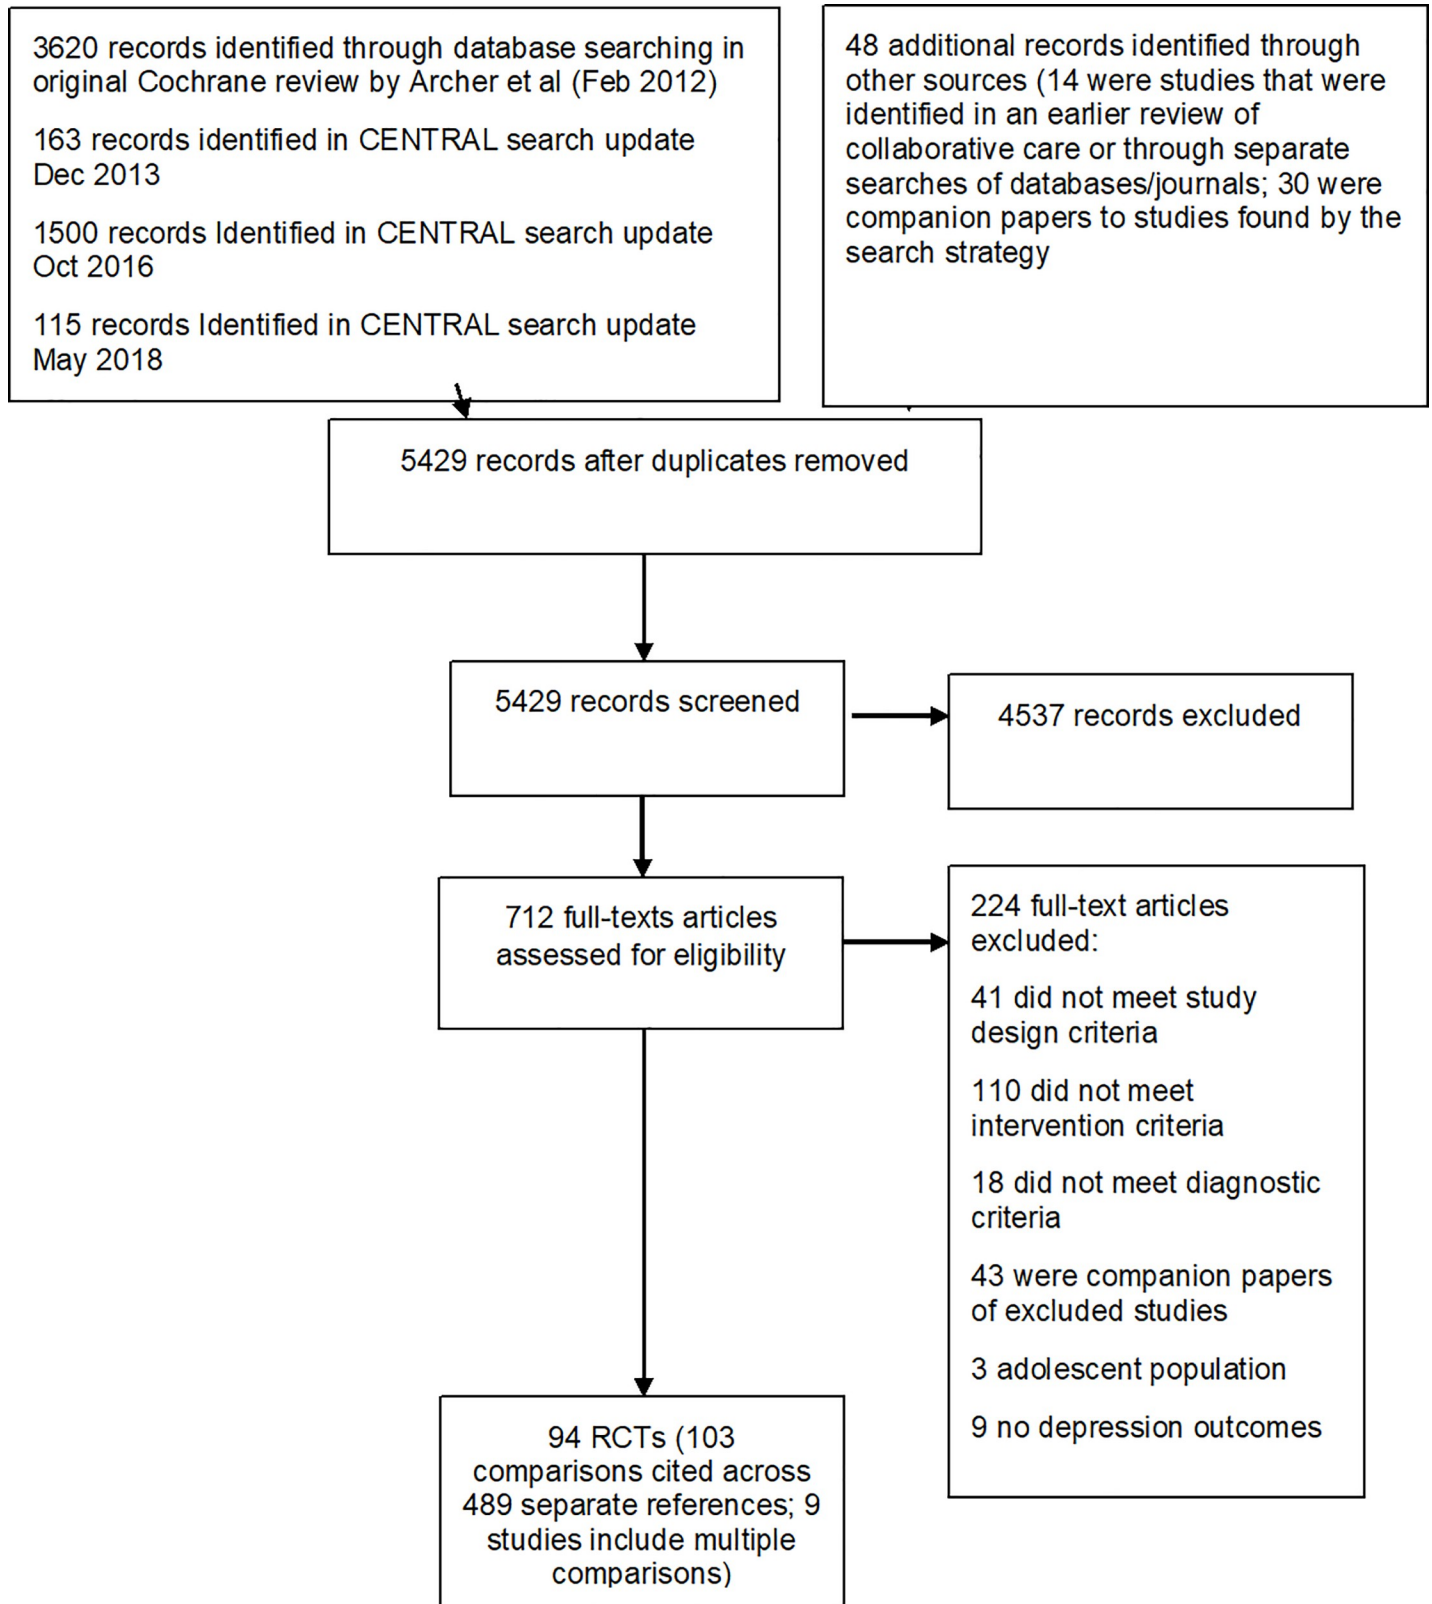 3620 records identified through database searching in
original Cochrane review by Archer et al (Feb 2012)
163 records identified in CENTRAL search update
Dec 2013
1500 records Identified in CENTRAL search update
Oct 2016
115 records Identified in CENTRAL search update
May 2018
48 additional records identified through
other sources (14 were studies that were
identified in an earlier review of
collaborative care or through separate
searches of databases/journals; 30 were
companion papers to studies found by the
search strategy
5429 records after duplicates removed
5429 records screened
4537 records excluded
712 full-texts articles
assessed for eligibility
224 full-text articles
excluded:
41 did not meet study
design criteria
110 did not meet
intervention criteria
18 did not meet diagnostic
criteria
43 were companion papers
of excluded studies
3 adolescent population
9 no depression outcomes
94 RCTs (103
comparisons cited across
489 separate references; 9
studies include multiple
comparisons)